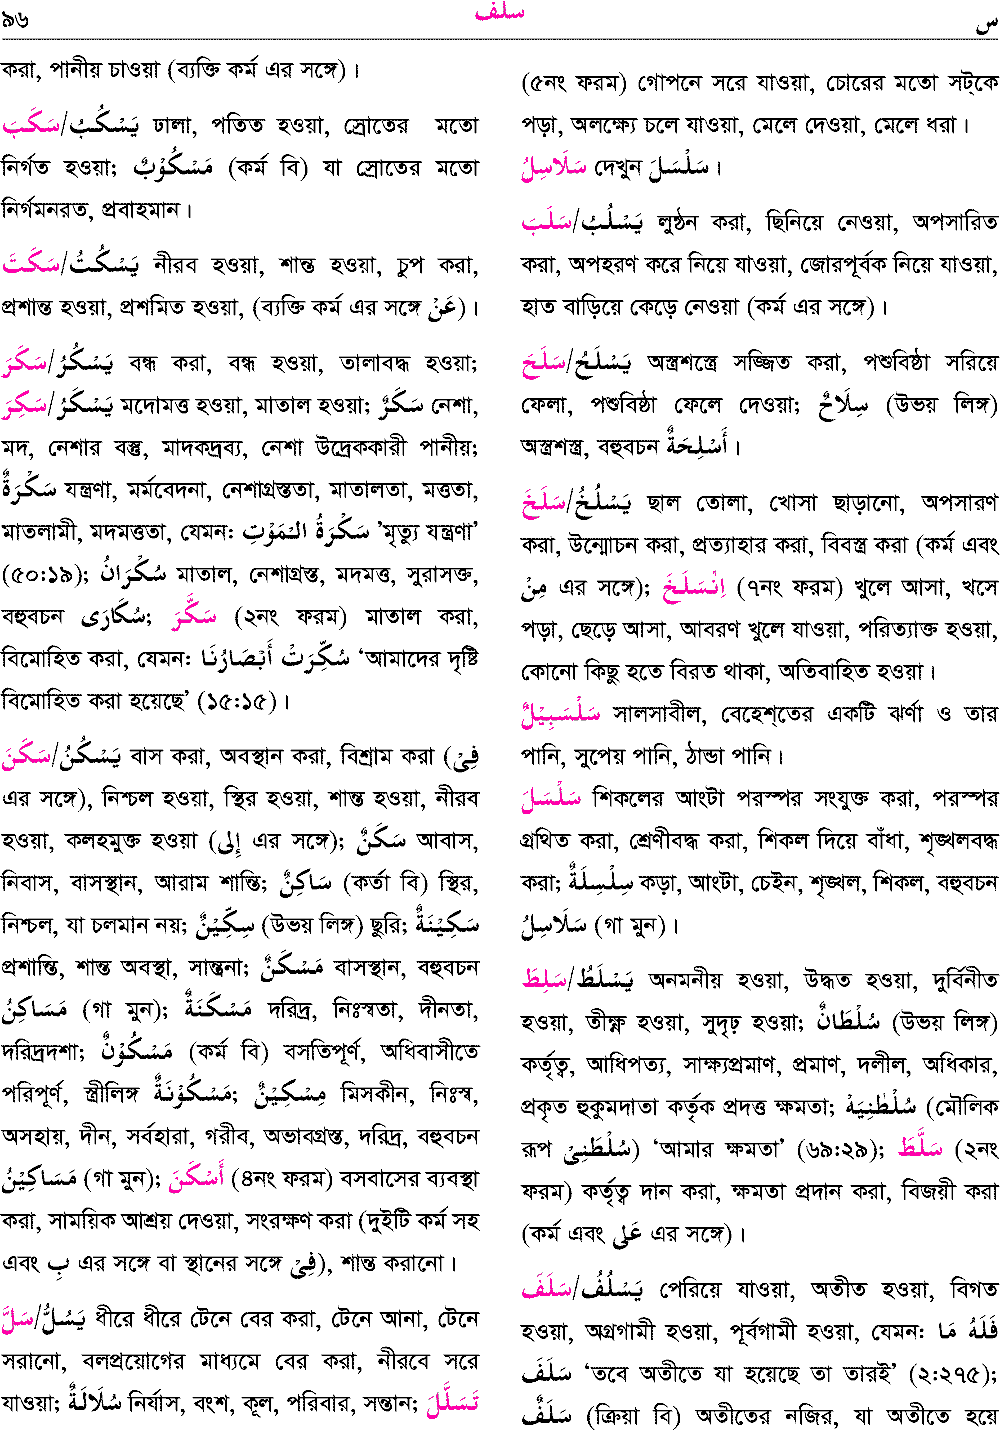 ৯৬ سلف س
করা, পানীয় চাওয়া (ব্যক্তি কর্ম এর সঙ্গে)।
سَكَبَ/يَسْكُبُ ঢালা, পতিত হওয়া, স্রোতের মতো
নির্গত হওয়া; مَسْكُوْبٌ (কর্ম বি) যা স্রোতের মতো
নির্গমনরত, প্রবাহমান।
سَكَتَ/يَسْكُتُ নীরব হওয়া, শান্ত হওয়া, চুপ করা,
প্রশান্ত হওয়া, প্রশমিত হওয়া, (ব্যক্তি কর্ম এর সঙ্গে عَنْ)।
سَكَرَ/يَسْكُرُ বন্ধ করা, বন্ধ হওয়া, তালাবদ্ধ হওয়া;
سَكِرَ/يَسْكَرُ মদোমত্ত হওয়া, মাতাল হওয়া; سَكَرٌ নেশা,
মদ, নেশার বস্তু, মাদকদ্রব্য, নেশা উদ্রেককারী পানীয়;
سَكْرَةٌ যন্ত্রণা, মর্মবেদনা, নেশাগ্রস্ততা, মাতালতা, মত্ততা,
মাতলামী, মদমত্ততা, যেমন: سَكْرَةُ الْمَوْتِ ‘মৃত্যু যন্ত্রণা’
(৫০:১৯); سُكْرَانُ মাতাল, নেশাগ্রস্ত, মদমত্ত, সুরাসক্ত,
বহুবচন سُكَارَى; سَكَّرَ (২নং ফরম) মাতাল করা,
বিমোহিত করা, যেমন: سُكِّرَتْ أَبْصَارُنَا ‘আমাদের দৃষ্টি
বিমোহিত করা হয়েছে’ (১৫:১৫)।
سَكَنَ/يَسْكُنُ বাস করা, অবস্থান করা, বিশ্রাম করা (فِيْ
এর সঙ্গে), নিশ্চল হওয়া, স্থির হওয়া, শান্ত হওয়া, নীরব
হওয়া, কলহমুক্ত হওয়া (إِلى এর সঙ্গে); سَكَنٌ আবাস,
নিবাস, বাসস্থান, আরাম শান্তি; سَاكِنٌ (কর্তা বি) স্থির,
নিশ্চল, যা চলমান নয়; سِكِّيْنٌ (উভয় লিঙ্গ) ছুরি; سَكِيْنَةٌ
প্রশান্তি, শান্ত অবস্থা, সান্ত্বনা; مَسْكَنٌ বাসস্থান, বহুবচন
مَسَاكِنُ (গা মুন); مَسْكَنَةٌ দরিদ্র, নিঃস্বতা, দীনতা,
দরিদ্রদশা; مَسْكُوْنٌ (কর্ম বি) বসতিপূর্ণ, অধিবাসীতে
পরিপূর্ণ, স্ত্রীলিঙ্গ مَسْكُوْنَةٌ; مِسْكِيْنٌ মিসকীন, নিঃস্ব,
অসহায়, দীন, সর্বহারা, গরীব, অভাবগ্রস্ত, দরিদ্র, বহুবচন
مَسَاكِيْنُ (গা মুন); أَسْكَنَ (৪নং ফরম) বসবাসের ব্যবস্থা
করা, সাময়িক আশ্রয় দেওয়া, সংরক্ষণ করা (দুইটি কর্ম সহ
এবং بِ এর সঙ্গে বা স্থানের সঙ্গে فِيْ), শান্ত করানো।
سَلَّ/يَسُلُّ ধীরে ধীরে টেনে বের করা, টেনে আনা, টেনে
সরানো, বলপ্রয়োগের মাধ্যমে বের করা, নীরবে সরে
যাওয়া; سُلَالَةٌ নির্যাস, বংশ, কূল, পরিবার, সন্তান; تَسَلَّلَ
(৫নং ফরম) গোপনে সরে যাওয়া, চোরের মতো সট্‌কে
পড়া, অলক্ষ্যে চলে যাওয়া, মেলে দেওয়া, মেলে ধরা।
سَلَاسِلُ দেখুন سَلْسَلَ।
سَلَبَ/يَسْلُبُ লুণ্ঠন করা, ছিনিয়ে নেওয়া, অপসারিত
করা, অপহরণ করে নিয়ে যাওয়া, জোরপূর্বক নিয়ে যাওয়া,
হাত বাড়িয়ে কেড়ে নেওয়া (কর্ম এর সঙ্গে)।
سَلَحَ/يَسْلَحُ অস্ত্রশস্ত্রে সজ্জিত করা, পশুবিষ্ঠা সরিয়ে
ফেলা, পশুবিষ্ঠা ফেলে দেওয়া; سِلَاحٌ (উভয় লিঙ্গ)
অস্ত্রশস্ত্র, বহুবচন أَسْلِحَةٌ।
سَلَخَ/يَسْلُخُ ছাল তোলা, খোসা ছাড়ানো, অপসারণ
করা, উন্মোচন করা, প্রত্যাহার করা, বিবস্ত্র করা (কর্ম এবং
مِنْ এর সঙ্গে); اِنْسَلَخَ (৭নং ফরম) খুলে আসা, খসে
পড়া, ছেড়ে আসা, আবরণ খুলে যাওয়া, পরিত্যাক্ত হওয়া,
কোনো কিছু হতে বিরত থাকা, অতিবাহিত হওয়া।
سَلْسَبِيْلٌ সালসাবীল, বেহেশ্‌তের একটি ঝর্ণা ও তার
পানি, সুপেয় পানি, ঠান্ডা পানি।
سَلْسَلَ শিকলের আংটা পরস্পর সংযুক্ত করা, পরস্পর
গ্রথিত করা, শ্রেণীবদ্ধ করা, শিকল দিয়ে বাঁধা, শৃঙ্খলবদ্ধ
করা; سِلْسِلَةٌ কড়া, আংটা, চেইন, শৃঙ্খল, শিকল, বহুবচন
سَلَاسِلُ (গা মুন)।
سَلِطَ/يَسْلَطُ অনমনীয় হওয়া, উদ্ধত হওয়া, দুর্বিনীত
হওয়া, তীক্ষ্ণ হওয়া, সুদৃঢ় হওয়া; سُلْطَانٌ (উভয় লিঙ্গ)
কর্তৃত্ব, আধিপত্য, সাক্ষ্যপ্রমাণ, প্রমাণ, দলীল, অধিকার,
প্রকৃত হুকুমদাতা কর্তৃক প্রদত্ত ক্ষমতা; سُلْطٰنِيَهْ (মৌলিক
রূপ سُلْطَنِيْ) ‘আমার ক্ষমতা’ (৬৯:২৯); سَلَّطَ (২নং
ফরম) কর্তৃত্ব দান করা, ক্ষমতা প্রদান করা, বিজয়ী করা
(কর্ম এবং عَلى এর সঙ্গে)।
سَلَفَ/يَسْلُفُ পেরিয়ে যাওয়া, অতীত হওয়া, বিগত
হওয়া, অগ্রগামী হওয়া, পূর্বগামী হওয়া, যেমন: فَلَهُ مَا
سَلَفَ ‘তবে অতীতে যা হয়েছে তা তারই’ (২:২৭৫);
سَلَفٌ (ক্রিয়া বি) অতীতের নজির, যা অতীতে হয়ে